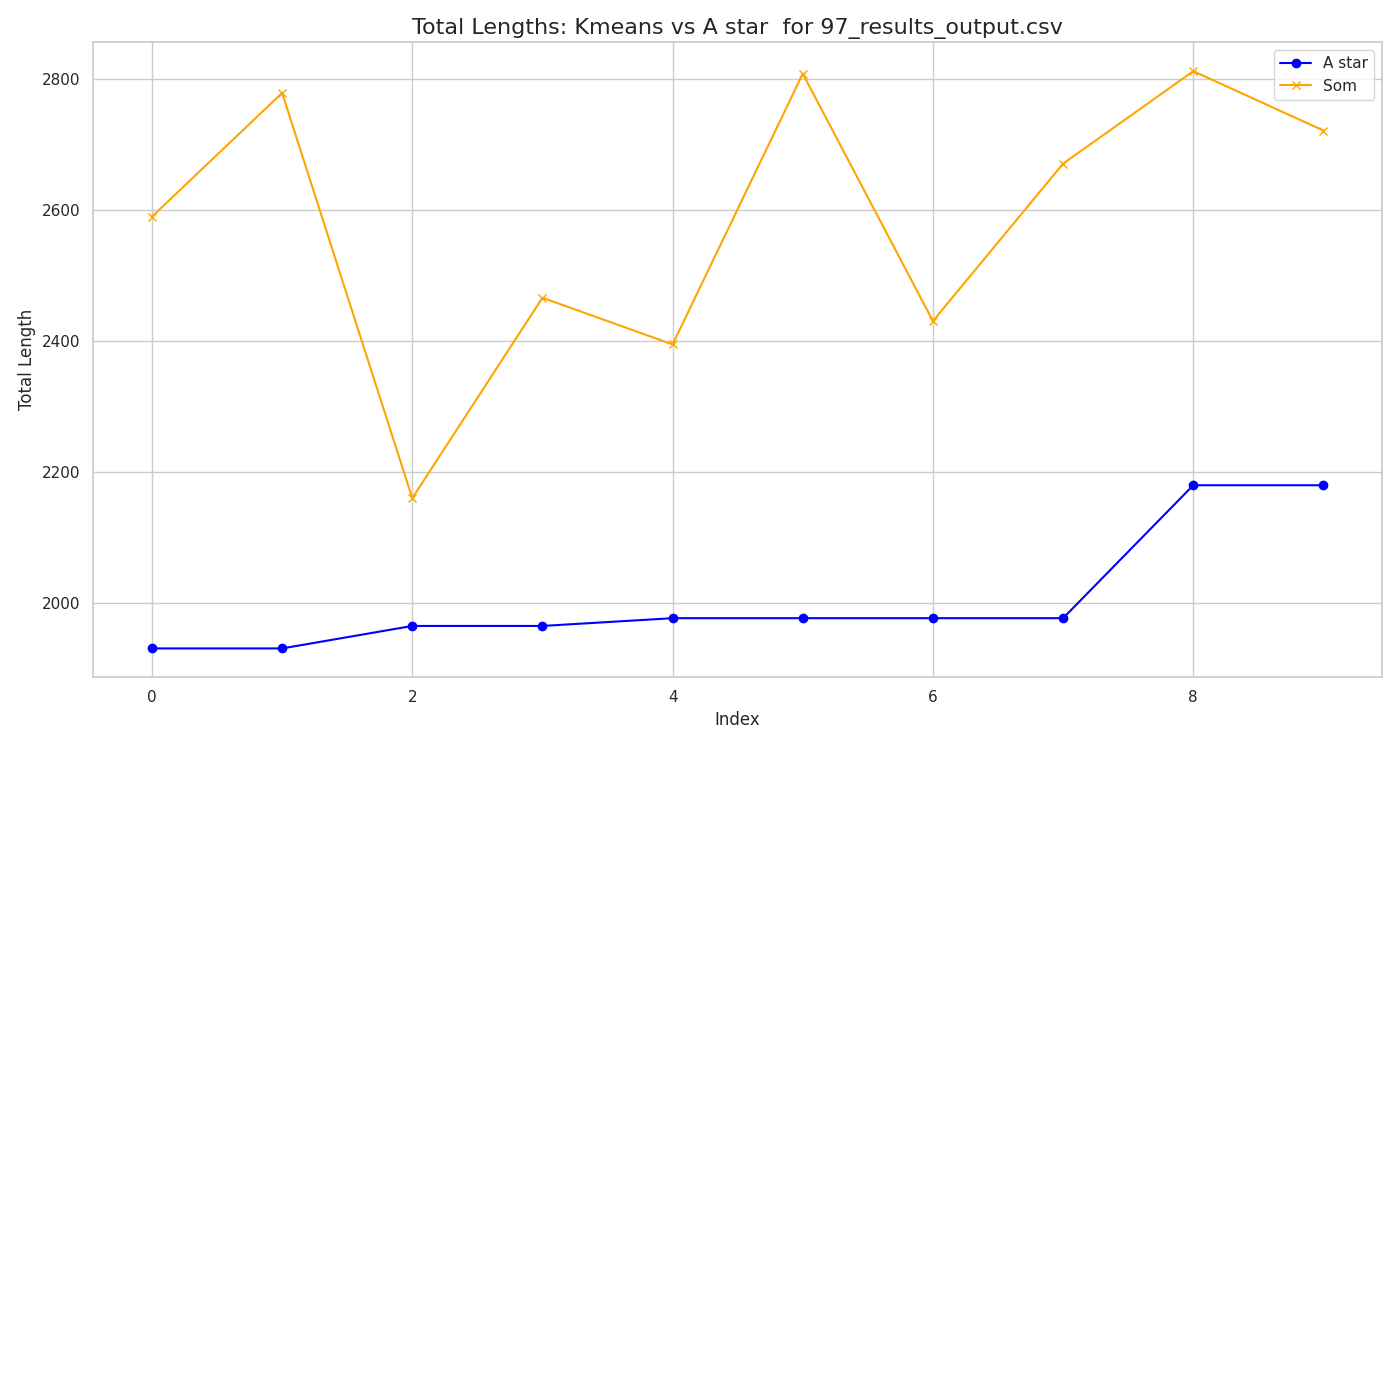 Total Lengths: Kmeans vs A star  for 97_results_output.csv
A star
Som
2800
2600
2400
2200
2000
Total Length
0 2 4 6 8
Index